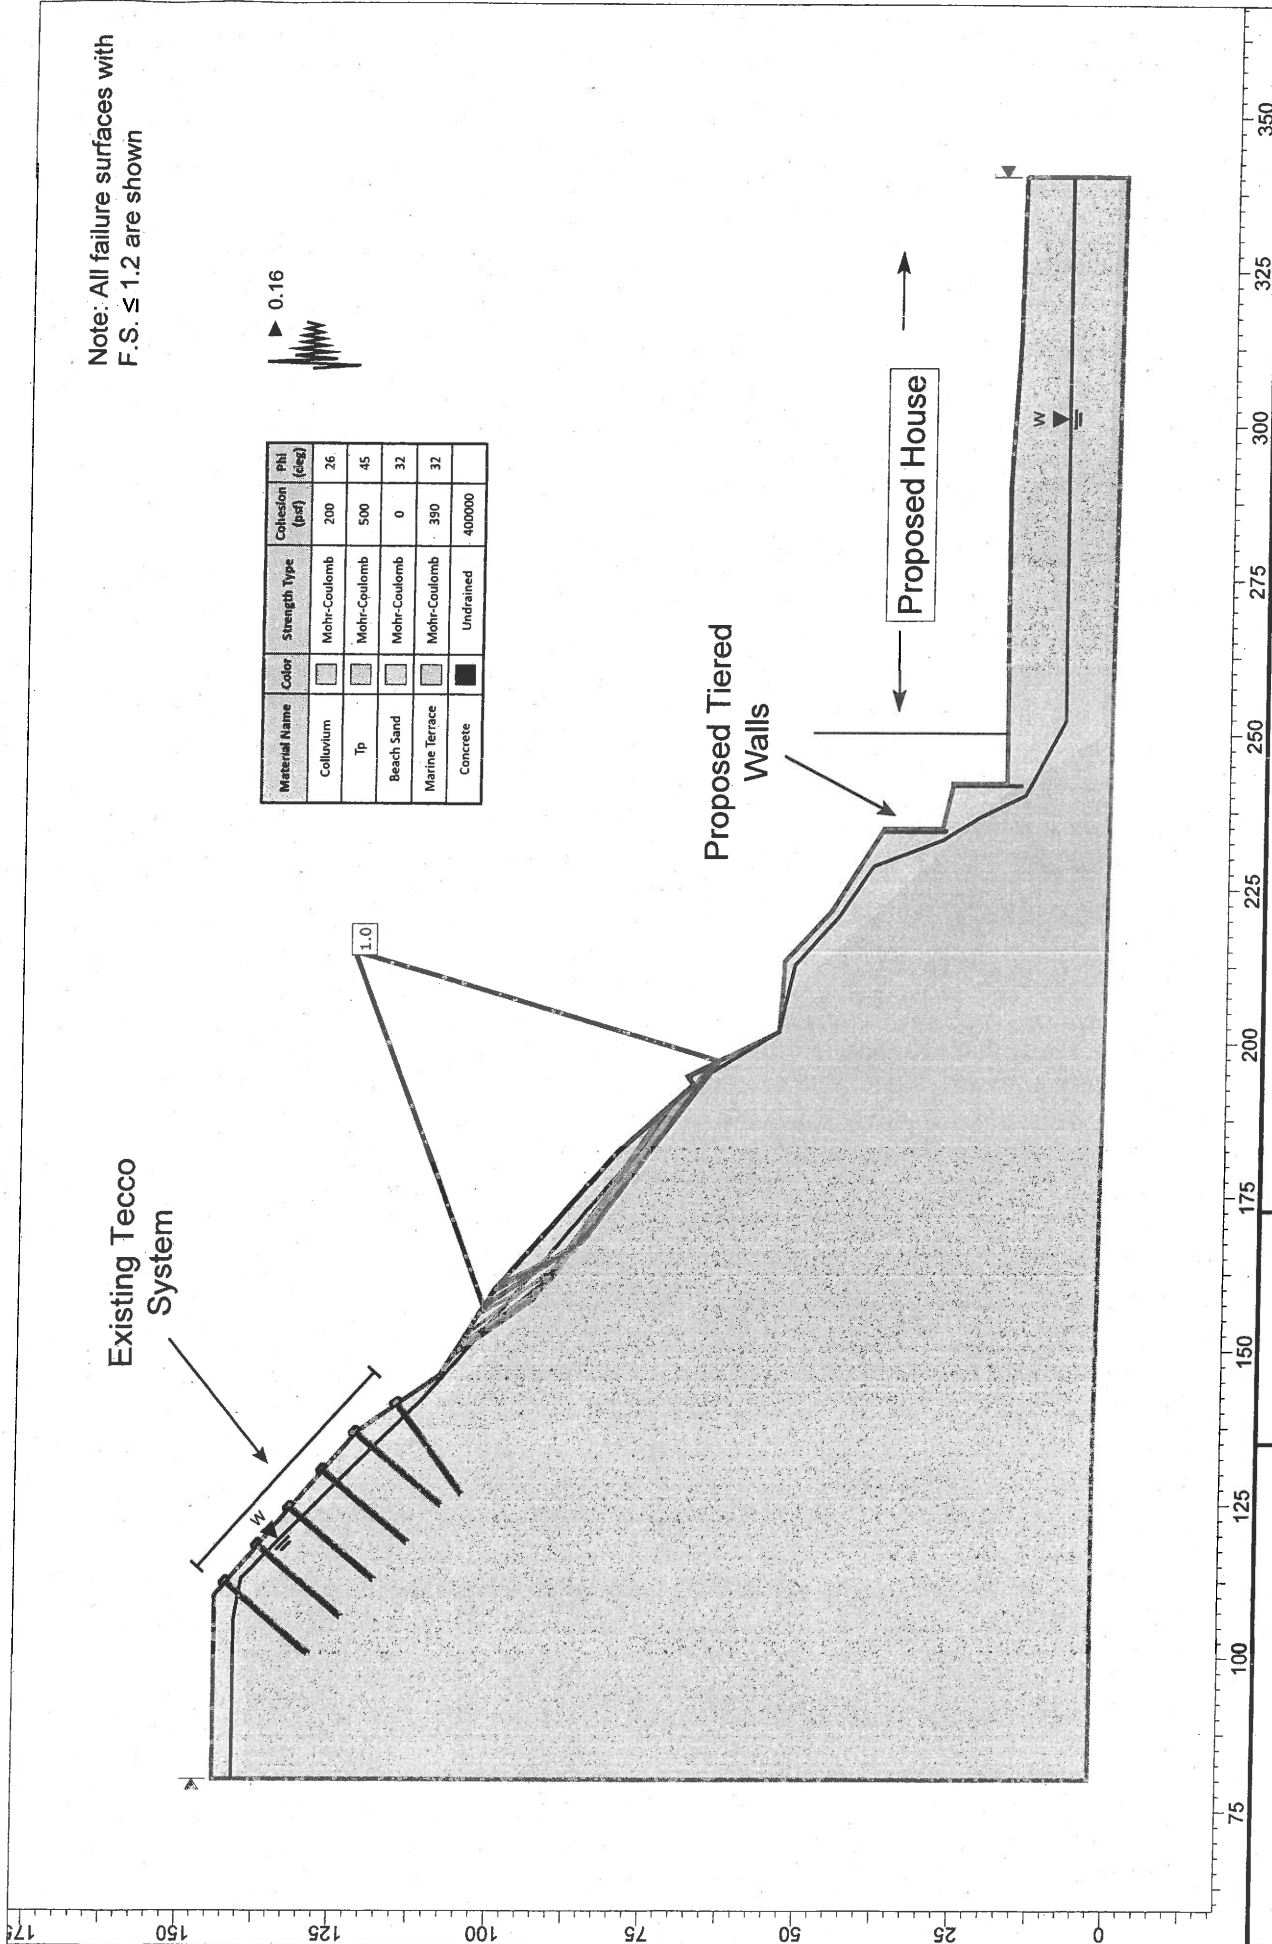 Note: All failure surfaces with
F.S. ≤ 1.2 are shown
0.16
Material Name Color Strength Type Cohesion (psf) Phi (deg)
Colluvium Mohr-Coulomb 200 26
Tp Mohr-Coulomb 500 45
Beach Sand Mohr-Coulomb 0 32
Marine Terrace Mohr-Coulomb 390 32
Concrete Undrained 400000
Existing Tecco
System
W
1.0
Proposed Tiered
Walls
Proposed House
W
175
150
125
100
75
50
25
0
75 100 125 150 175 200 225 250 275 300 325 350